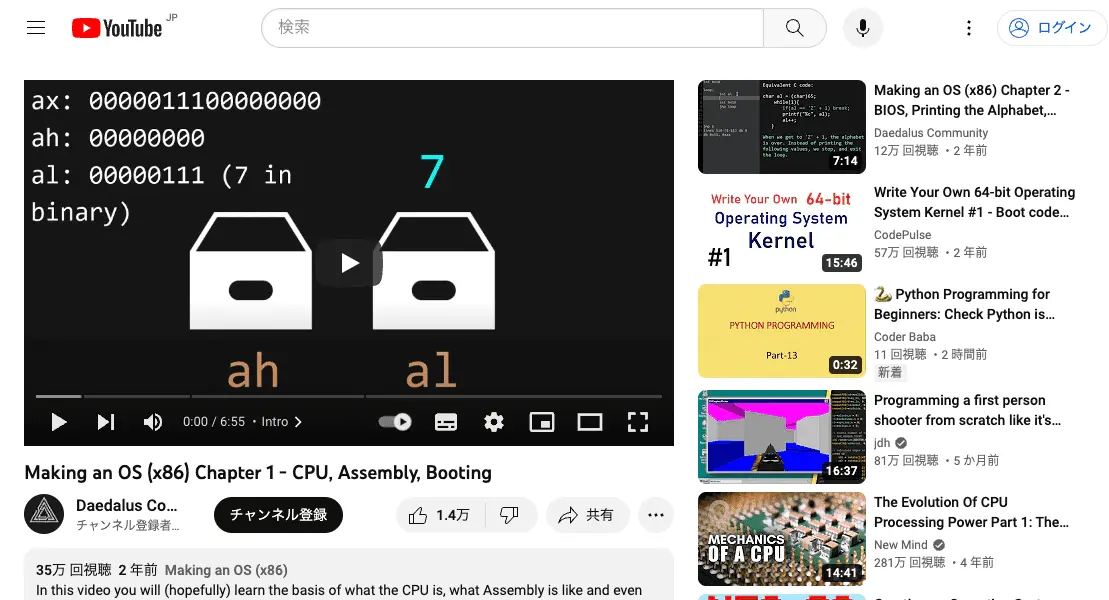 YouTube JP
検索
ログイン
ax: 0000011100000000
ah: 00000000
al: 00000111 (7 in
binary)
7
ah
al
0:00 / 6:55 ・ Intro
Making an OS (x86) Chapter 1 - CPU, Assembly, Booting
Daedalus Co...
チャンネル登録者...
チャンネル登録
1.4万
共有
35万 回視聴 2 年前 Making an OS (x86)
In this video you will (hopefully) learn the basis of what the CPU is, what Assembly is like and even
Equivalent C code:
char al = (char)65;
while(1){
if(al == 'Z' + 1) break;
printf("%c", al);
al++;
}
When we get to 'Z' + 1, the alphabet
is over. Instead of printing the
following values, we stop, and exit
the loop.
7:14
Making an OS (x86) Chapter 2 -
BIOS, Printing the Alphabet,...
Daedalus Community
12万 回視聴 ・2 年前
Write Your Own 64-bit
Operating System
Kernel
#1
15:46
Write Your Own 64-bit Operating
System Kernel #1 - Boot code...
CodePulse
57万 回視聴 ・2 年前
python
PYTHON PROGRAMMING
Part-13
0:32
🐍 Python Programming for
Beginners: Check Python is...
Coder Baba
11 回視聴 ・2 時間前
新着
16:37
Programming a first person
shooter from scratch like it's...
jdh
81万 回視聴 ・5 か月前
MECHANICS
OF A CPU
14:41
The Evolution Of CPU
Processing Power Part 1: The...
New Mind
281万 回視聴 ・4 年前